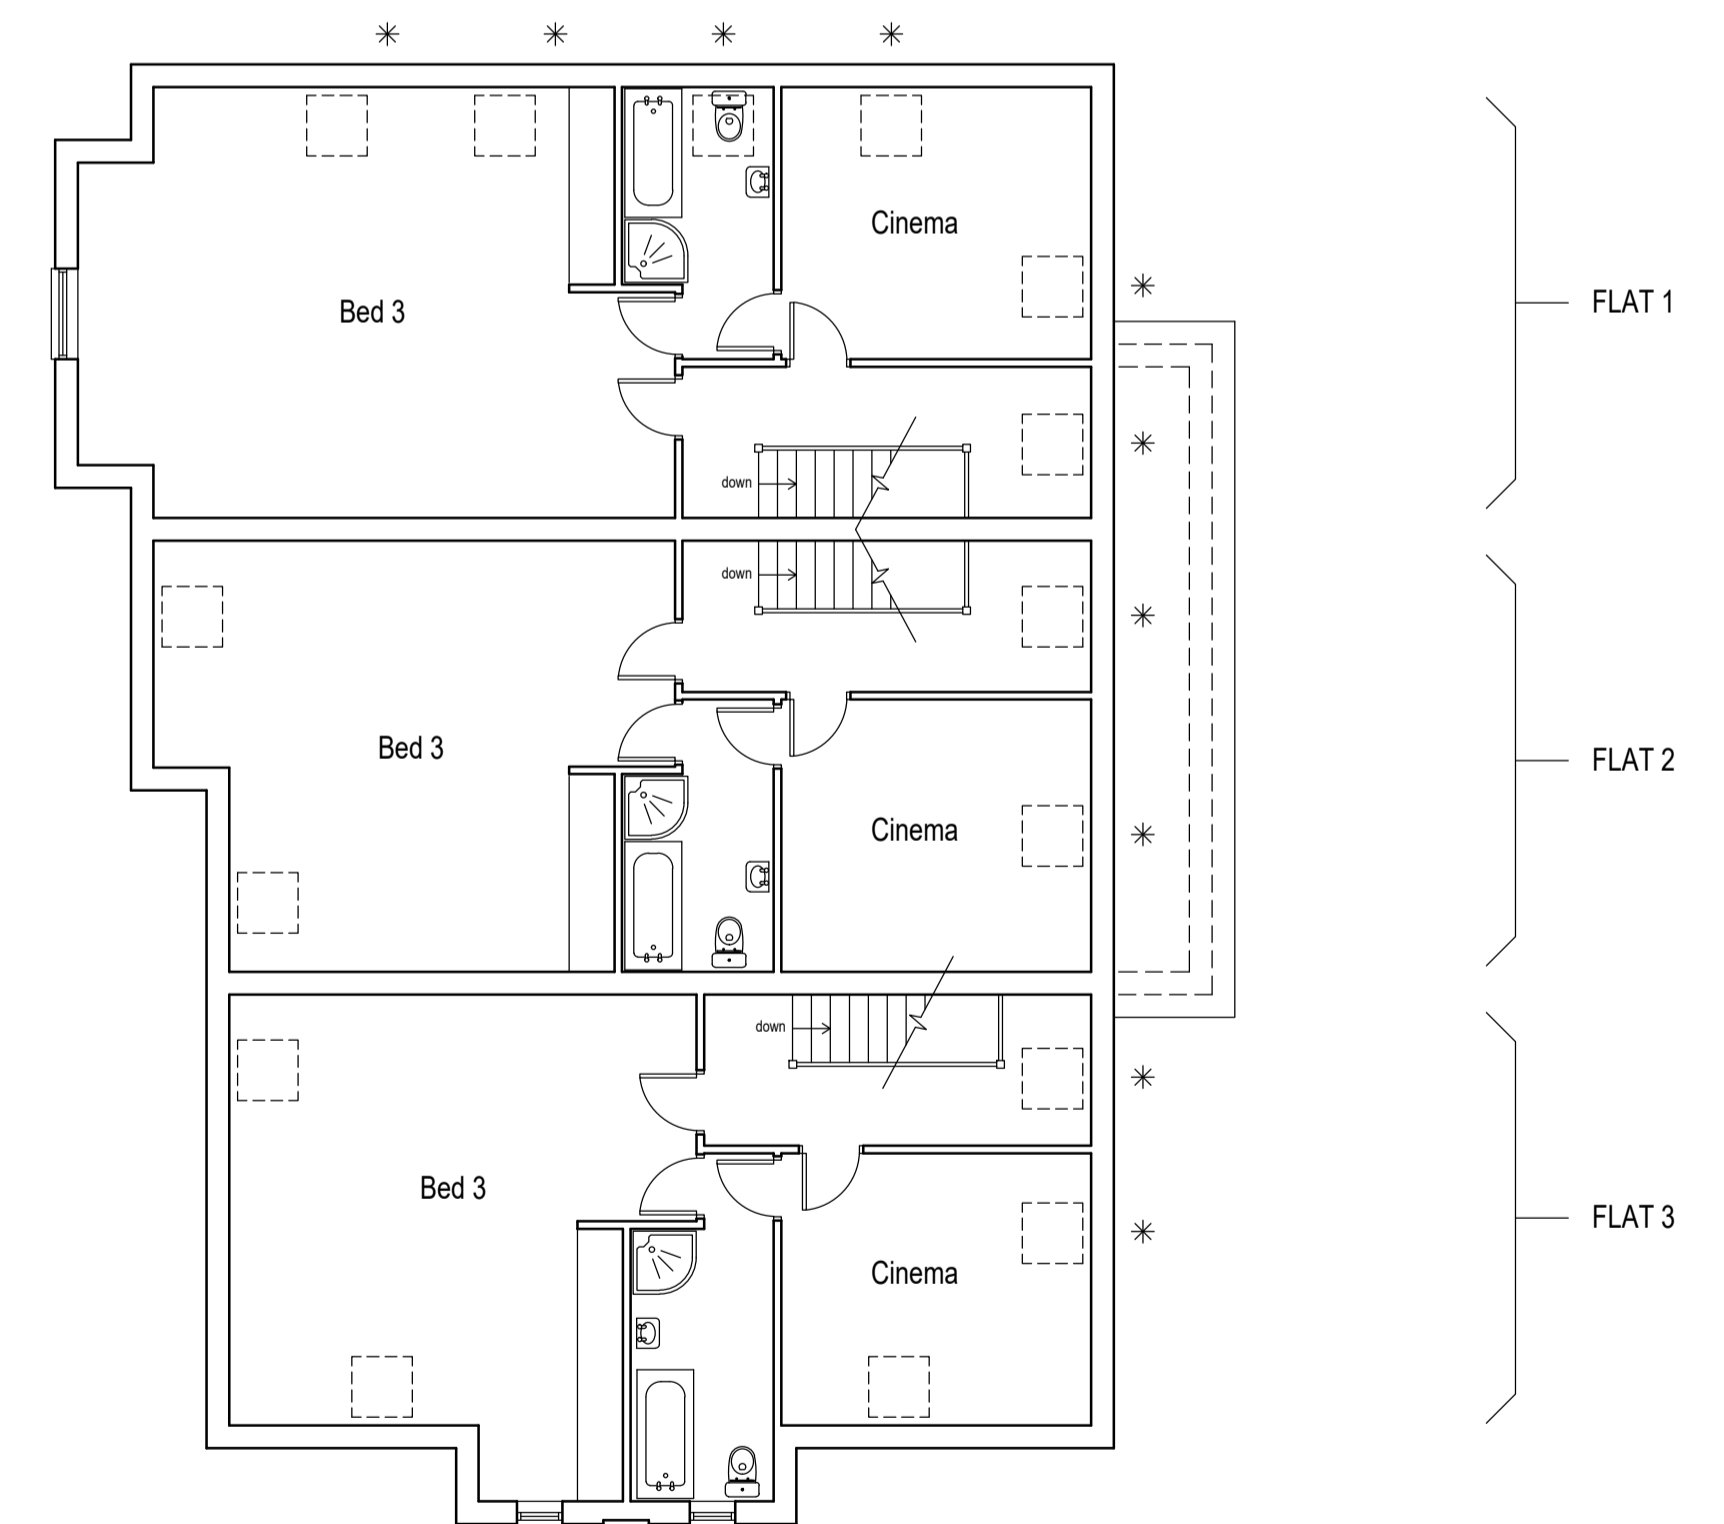 Cinema
Bed 3
FLAT 1
down
down
Bed 3
FLAT 2
Cinema
down
Bed 3
FLAT 3
Cinema